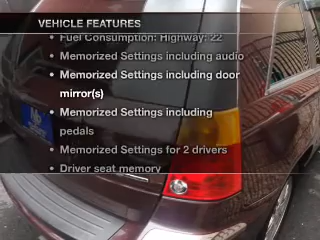 VEHICLE FEATURES
• Fuel Consumption: Highway: 22
• Memorized Settings including audio
• Memorized Settings including door
mirror(s)
• Memorized Settings including
pedals
• Memorized Settings for 2 drivers
• Driver seat memory